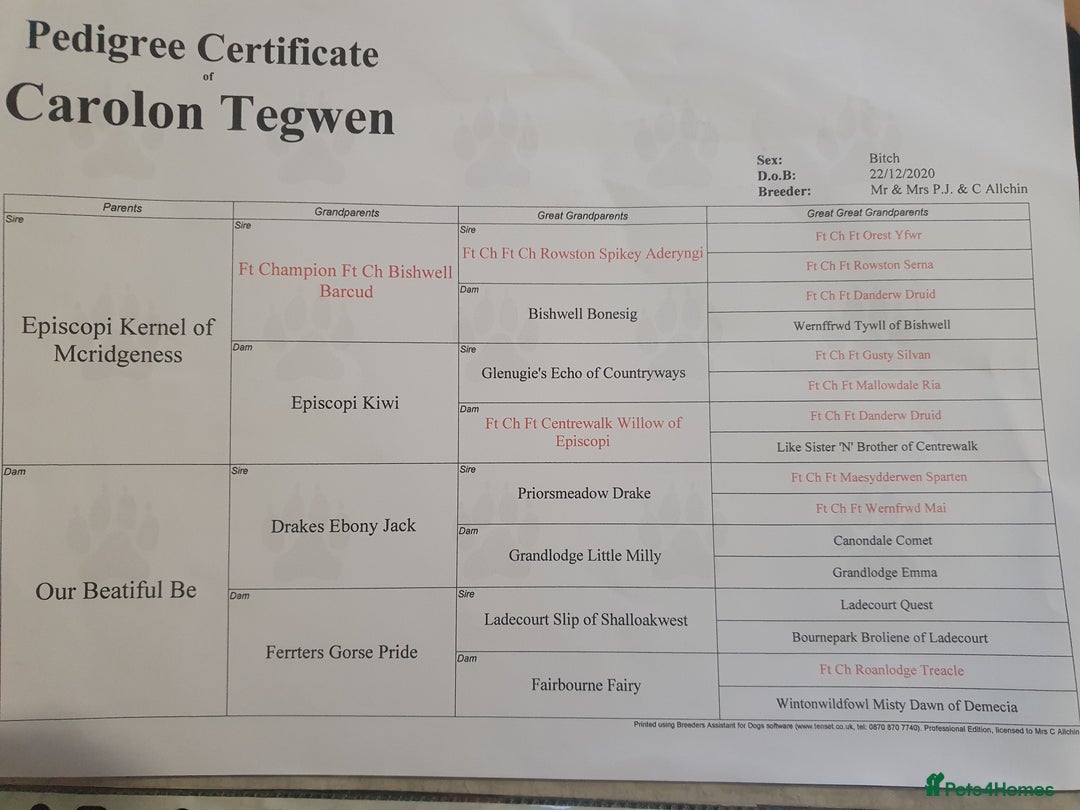 Pedigree Certificate
of
Carolon Tegwen
Sex: Bitch
D.o.B: 22/12/2020
Breeder: Mr & Mrs P.J. & C Allchin
Parents
Grandparents
Great Grandparents
Great Great Grandparents
Sire
Episcopi Kernel of
Mcridgeness
Dam
Our Beatiful Be
Sire
Ft Champion Ft Ch Bishwell
Barcud
Dam
Episcopi Kiwi
Sire
Drakes Ebony Jack
Dam
Ferrters Gorse Pride
Sire
Ft Ch Ft Ch Rowston Spikey Aderyngi
Dam
Bishwell Bonesig
Sire
Glenugie's Echo of Countryways
Dam
Ft Ch Ft Centrewalk Willow of
Episcopi
Sire
Priorsmeadow Drake
Dam
Grandlodge Little Milly
Sire
Ladecourt Slip of Shalloakwest
Dam
Fairbourne Fairy
Ft Ch Ft Orest Yfwr
Ft Ch Ft Rowston Serna
Ft Ch Ft Danderw Druid
Wernffrwd Tywll of Bishwell
Ft Ch Ft Gusty Silvan
Ft Ch Ft Mallowdale Ria
Ft Ch Ft Danderw Druid
Like Sister 'N' Brother of Centrewalk
Ft Ch Ft Maesydderwen Sparten
Ft Ch Ft Wernfrwd Mai
Canondale Comet
Grandlodge Emma
Ladecourt Quest
Bournepark Broliene of Ladecourt
Ft Ch Roanlodge Treacle
Wintonwildfowl Misty Dawn of Demecia
Printed using Breeders Assistant for Dogs software (www.tenset.co.uk, tel: 0870 870 7740). Professional Edition, licensed to Mrs C Allchin
Pets4Homes